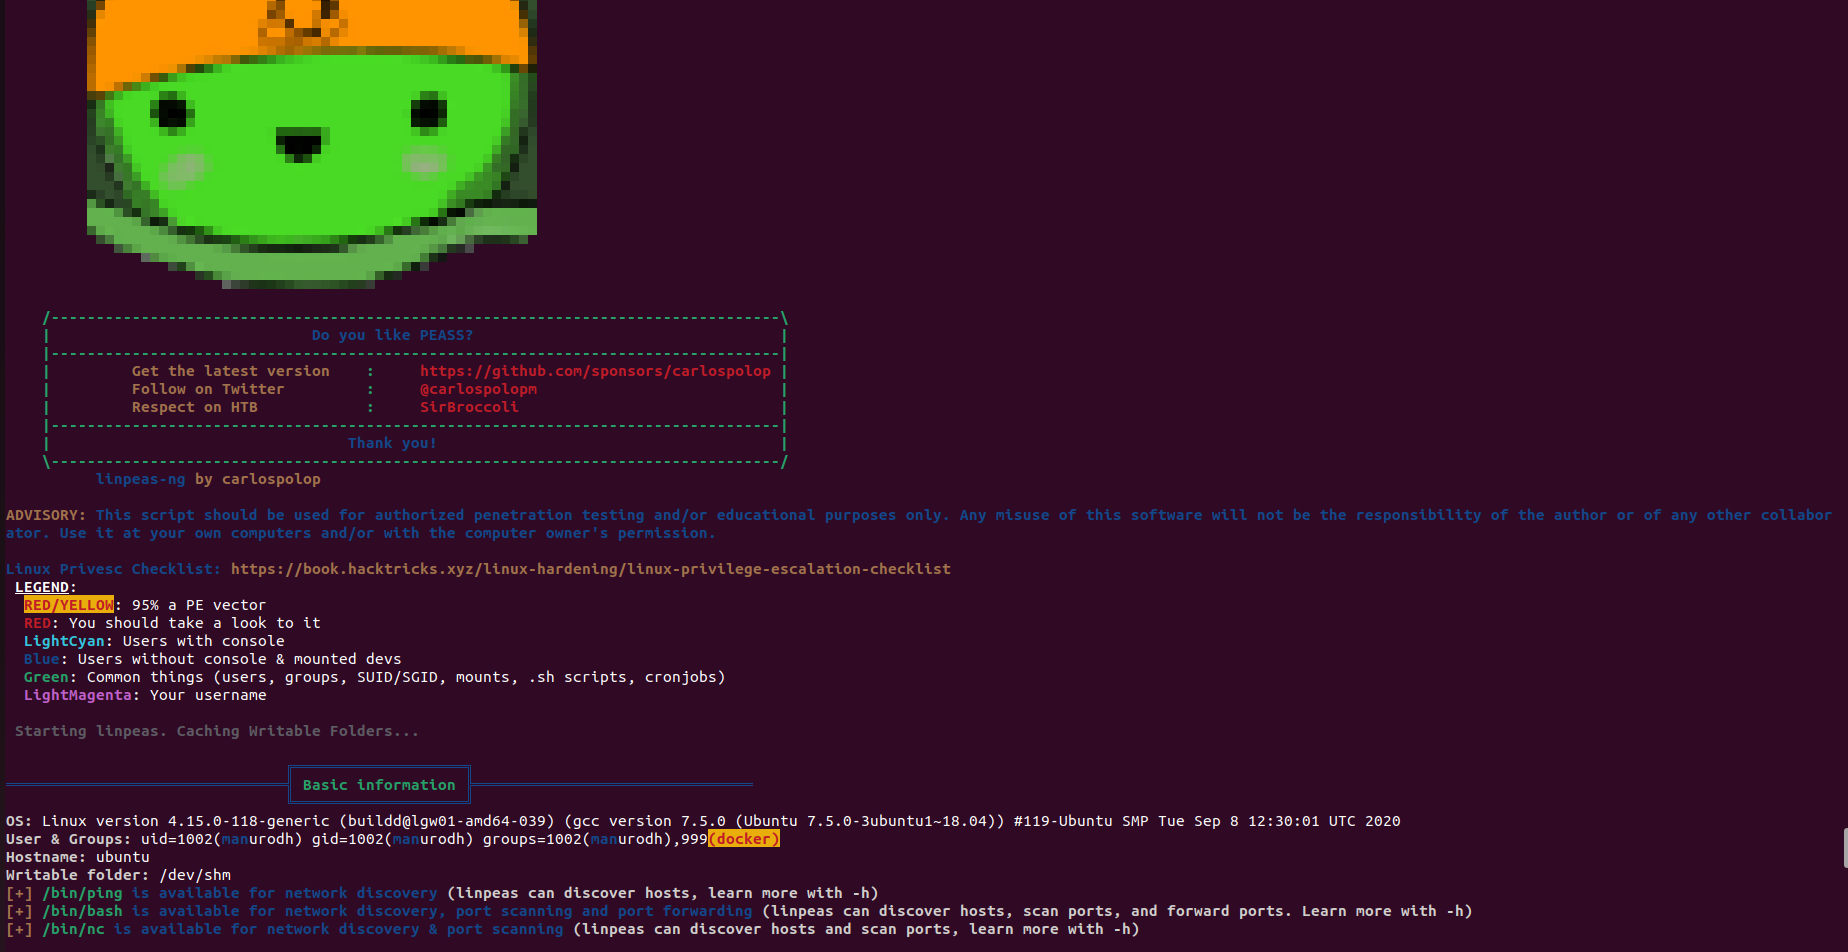 /---------------------------------------------------------------------------------\
|                             Do you like PEASS?                                  |
|---------------------------------------------------------------------------------|
|         Get the latest version    :     https://github.com/sponsors/carlospolop |
|         Follow on Twitter         :     @carlospolopm                           |
|         Respect on HTB            :     SirBroccoli                             |
|---------------------------------------------------------------------------------|
|                                 Thank you!                                      |
\---------------------------------------------------------------------------------/
linpeas-ng by carlospolop
ADVISORY: This script should be used for authorized penetration testing and/or educational purposes only. Any misuse of this software will not be the responsibility of the author or of any other collabor
ator. Use it at your own computers and/or with the computer owner's permission.
Linux Privesc Checklist: https://book.hacktricks.xyz/linux-hardening/linux-privilege-escalation-checklist
LEGEND:
RED/YELLOW: 95% a PE vector
RED: You should take a look to it
LightCyan: Users with console
Blue: Users without console & mounted devs
Green: Common things (users, groups, SUID/SGID, mounts, .sh scripts, cronjobs)
LightMagenta: Your username
Starting linpeas. Caching Writable Folders...
Basic information
OS: Linux version 4.15.0-118-generic (buildd@lgw01-amd64-039) (gcc version 7.5.0 (Ubuntu 7.5.0-3ubuntu1~18.04)) #119-Ubuntu SMP Tue Sep 8 12:30:01 UTC 2020
User & Groups: uid=1002(manurodh) gid=1002(manurodh) groups=1002(manurodh),999(docker)
Hostname: ubuntu
Writable folder: /dev/shm
[+] /bin/ping is available for network discovery (linpeas can discover hosts, learn more with -h)
[+] /bin/bash is available for network discovery, port scanning and port forwarding (linpeas can discover hosts, scan ports, and forward ports. Learn more with -h)
[+] /bin/nc is available for network discovery & port scanning (linpeas can discover hosts and scan ports, learn more with -h)